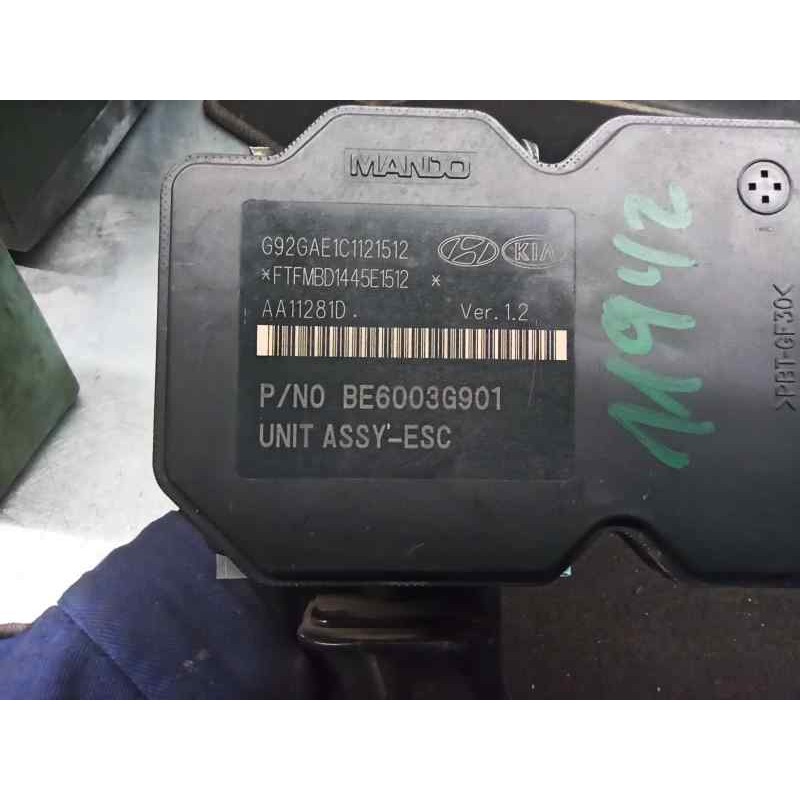 MANDO
G92GAE1C1121512
KIA
*FTFMBD1445E1512 *
AA11281D. Ver.1.2
P/NO BE6003G901
UNIT ASSY-ESC
11942
>PBT-GF30<